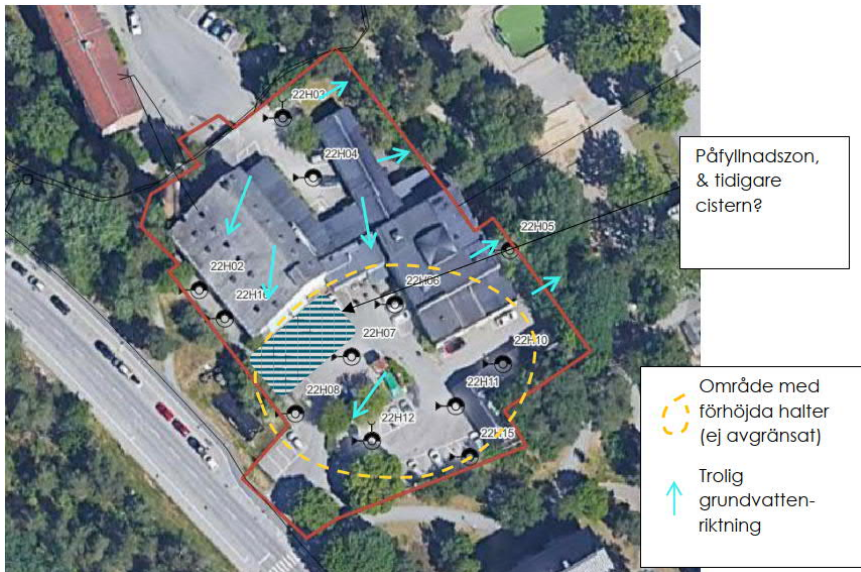 22H03
22H04
Påfyllnadszon,
& tidigare
cistern?
22H05
22H02
22H06
22H07
22H10
22H11
22H08
22H12
22H15
Område med
förhöjda halter
(ej avgränsat)
Trolig
grundvatten-
riktning